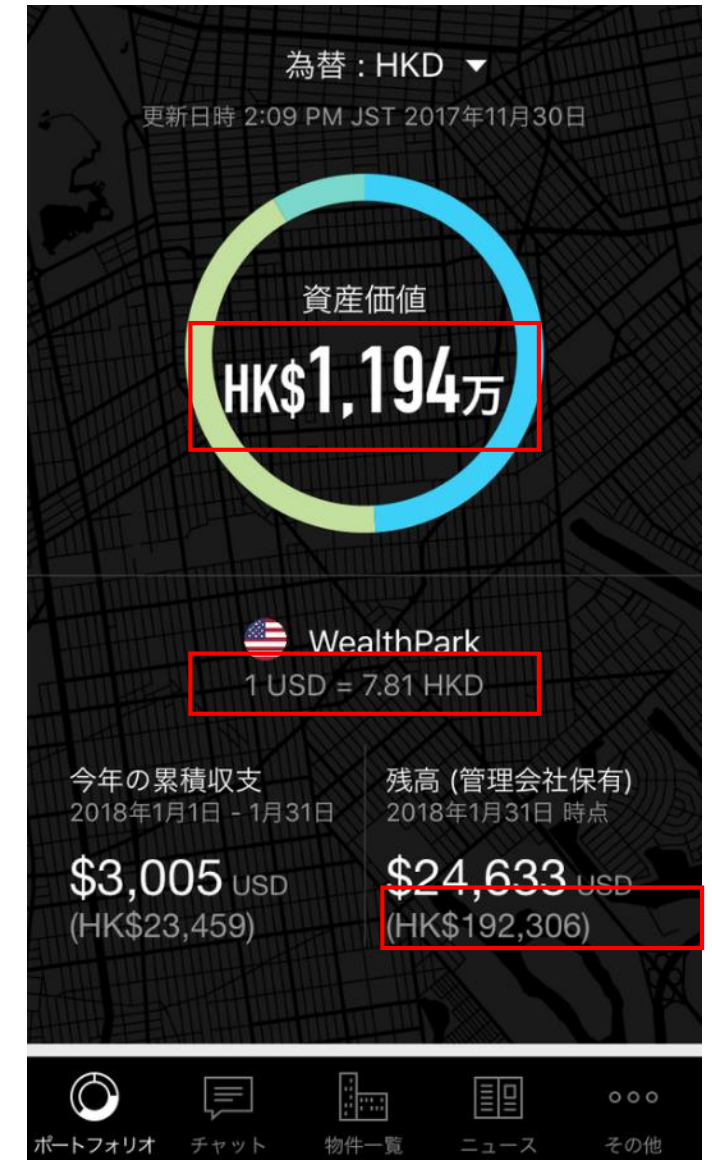 為替：HKD
更新日時 2:09 PM JST 2017年11月30日
資産価値
HK$1,194万
WealthPark
1 USD = 7.81 HKD
今年の累積収支
2018年1月1日 - 1月31日
$3,005 USD
(HK$23,459)
残高 (管理会社保有)
2018年1月31日 時点
$24,633 USD
(HK$192,306)
ポートフォリオ
チャット
物件一覧
ニュース
その他